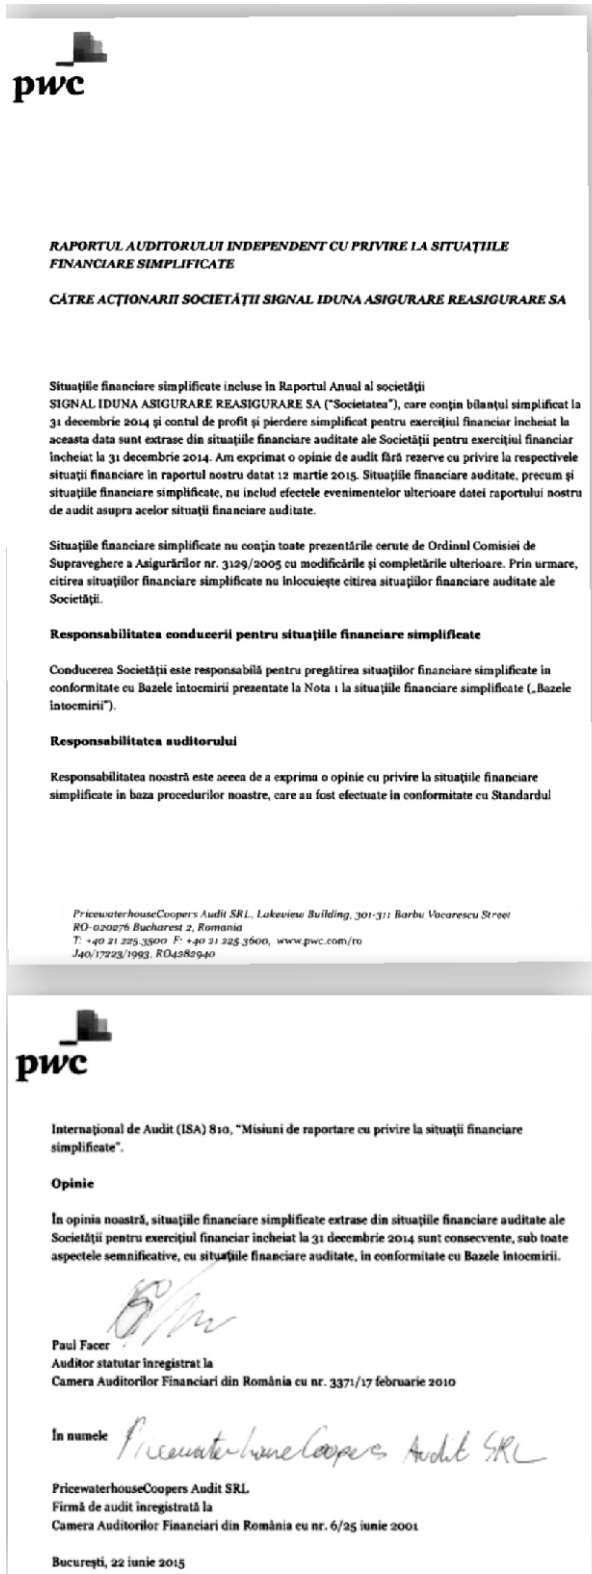 pwc
RAPORTUL AUDITORULUI INDEPENDENT CU PRIVIRE LA SITUAȚIILE
FINANCIARE SIMPLIFICATE
CĂTRE ACȚIONARII SOCIETĂȚII SIGNAL IDUNA ASIGURARE REASIGURARE SA
Situațiile financiare simplificate incluse în Raportul Anual al societății
SIGNAL IDUNA ASIGURARE REASIGURARE SA ("Societatea"), care conțin bilanțul simplificat la
31 decembrie 2014 și contul de profit și pierdere simplificat pentru exercițiul financiar încheiat la
aceasta data sunt extrase din situațiile financiare auditate ale Societății pentru exercițiul financiar
încheiat la 31 decembrie 2014. Am exprimat o opinie de audit fără rezerve cu privire la respectivele
situații financiare în raportul nostru datat 12 martie 2015. Situațiile financiare auditate, precum și
situațiile financiare simplificate, nu includ efectele evenimentelor ulterioare datei raportului nostru
de audit asupra acelor situații financiare auditate.
Situațiile financiare simplificate nu conțin toate prezentările cerute de Ordinul Comisiei de
Supraveghere a Asigurărilor nr. 3129/2005 cu modificările și completările ulterioare. Prin urmare,
citirea situațiilor financiare simplificate nu înlocuiește citirea situațiilor financiare auditate ale
Societății.
Responsabilitatea conducerii pentru situațiile financiare simplificate
Conducerea Societății este responsabilă pentru pregătirea situațiilor financiare simplificate în
conformitate cu Bazele întocmirii prezentate la Nota 1 la situațiile financiare simplificate („Bazele
întocmirii").
Responsabilitatea auditorului
Responsabilitatea noastră este aceea de a exprima o opinie cu privire la situațiile financiare
simplificate în baza procedurilor noastre, care au fost efectuate în conformitate cu Standardul
PricewaterhouseCoopers Audit SRL, Lakeview Building, 301-311 Barbu Vacarescu Street
RO-020276 Bucharest 2, Romania
T: +40 21 225 3500 F: +40 21 225 3600, www.pwc.com/ro
J40/17223/1993, RO4282940
pwc
Internațional de Audit (ISA) 810, "Misiuni de raportare cu privire la situații financiare
simplificate".
Opinie
În opinia noastră, situațiile financiare simplificate extrase din situațiile financiare auditate ale
Societății pentru exercițiul financiar încheiat la 31 decembrie 2014 sunt consecvente, sub toate
aspectele semnificative, cu situațiile financiare auditate, în conformitate cu Bazele întocmirii.
Paul Facer
Auditor statutar înregistrat la
Camera Auditorilor Financiari din România cu nr. 3371/17 februarie 2010
În numele PricewaterhouseCoopers Audit SRL
PricewaterhouseCoopers Audit SRL
Firmă de audit înregistrată la
Camera Auditorilor Financiari din România cu nr. 6/25 iunie 2001
București, 22 iunie 2015